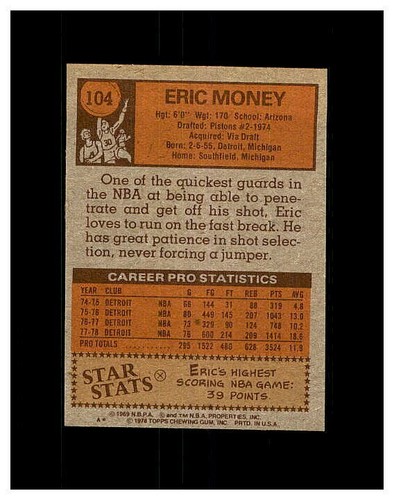 104
ERIC MONEY
Hgt: 6'0" Wgt: 170 School: Arizona
Drafted: Pistons #2-1974
Acquired: Via Draft
Born: 2-6-55, Detroit, Michigan
Home: Southfield, Michigan
One of the quickest guards in
the NBA at being able to pene-
trate and get off his shot, Eric
loves to run on the fast break. He
has great patience in shot selec-
tion, never forcing a jumper.
CAREER PRO STATISTICS
YEAR CLUB G FG FT REB PTS AVG
74-75 DETROIT NBA 66 144 31 88 319 4.8
75-76 DETROIT NBA 80 449 145 207 1043 13.0
76-77 DETROIT NBA 73 329 90 124 748 10.2
77-78 DETROIT NBA 76 600 214 209 1414 18.6
PRO TOTALS 295 1522 480 628 3524 11.9
STAR
STATS
ERIC'S HIGHEST
SCORING NBA GAME:
39 POINTS.
© 1969 N.B.P.A. © and TM N.B.A. PROPERTIES, INC.
A* © 1978 TOPPS CHEWING GUM, INC. PRTD. IN U.S.A.